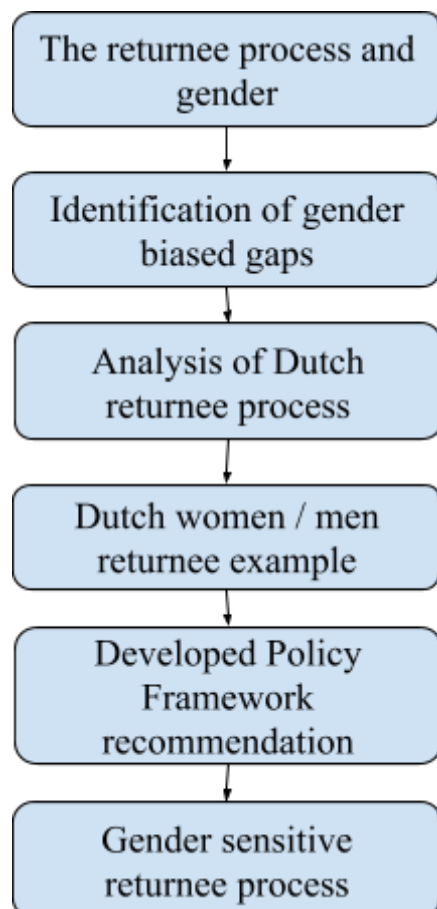 The returnee process and
gender
Identification of gender
biased gaps
Analysis of Dutch
returnee process
Dutch women / men
returnee example
Developed Policy
Framework
recommendation
Gender sensitive
returnee process